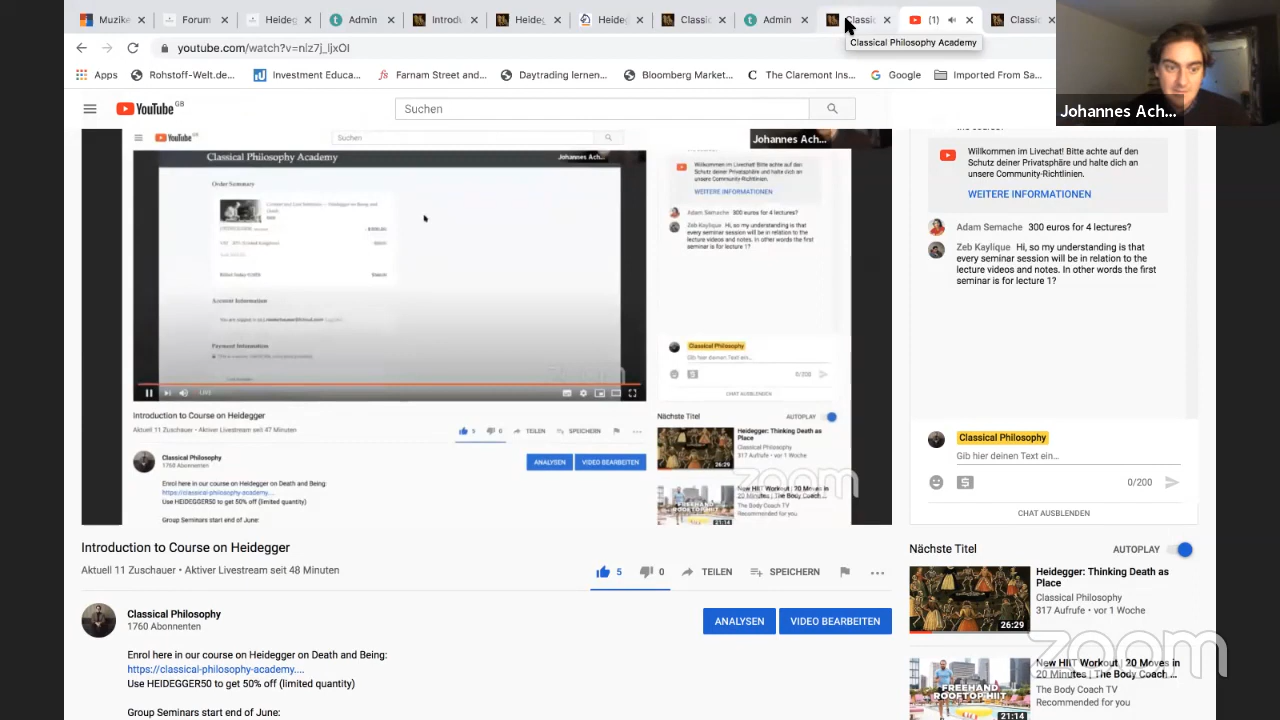 Muzike
Forum
Heideg
Admin
Introdu
Heideg
Heideg
Classic
Admin
Classic
(1)
Classic
Classical Philosophy Academy
youtube.com/watch?v=nlz7j_ljxOI
Apps
Rohstoff-Welt.de...
Investment Educa...
Farnam Street and...
Daytrading lernen...
Bloomberg Market...
The Claremont Ins...
Google
Imported From Sa...
Johannes Ach...
YouTube GB
Suchen
YouTube
Suchen
Johannes Ach...
Classical Philosophy Academy
Johannes Ach...
Order Summary
Account Information
Payment Information
LIVE
Willkommen im Livechat! Bitte achte auf den
Schutz deiner Privatsphäre und halte dich an
unsere Community-Richtlinien.
WEITERE INFORMATIONEN
Adam Semache 300 euros for 4 lectures?
Zeb Kaylique Hi, so my understanding is that
every seminar session will be in relation to the
lecture videos and notes. In other words the first
seminar is for lecture 1?
Classical Philosophy
Gib hier deinen Text ein...
0/200
CHAT AUSBLENDEN
Introduction to Course on Heidegger
Aktuell 11 Zuschauer • Aktiver Livestream seit 47 Minuten
5
0
TEILEN
SPEICHERN
Classical Philosophy
1760 Abonnenten
ANALYSEN
VIDEO BEARBEITEN
Enrol here in our course on Heidegger on Death and Being:
https://classical-philosophy-academy....
Use HEIDEGGER50 to get 50% off (limited quantity)
Group Seminars start end of June:
Nächste Titel
AUTOPLAY
Heidegger: Thinking Death as
Place
Classical Philosophy
317 Aufrufe • vor 1 Woche
26:29
New HIIT Workout | 20 Moves in
20 Minutes | The Body Coach ...
The Body Coach TV
Recommended for you
21:14
zoom
Willkommen im Livechat! Bitte achte auf den
Schutz deiner Privatsphäre und halte dich an
unsere Community-Richtlinien.
WEITERE INFORMATIONEN
Adam Semache 300 euros for 4 lectures?
Zeb Kaylique Hi, so my understanding is that
every seminar session will be in relation to the
lecture videos and notes. In other words the first
seminar is for lecture 1?
Classical Philosophy
Gib hier deinen Text ein...
0/200
CHAT AUSBLENDEN
Introduction to Course on Heidegger
Aktuell 11 Zuschauer • Aktiver Livestream seit 48 Minuten
5
0
TEILEN
SPEICHERN
Classical Philosophy
1760 Abonnenten
ANALYSEN
VIDEO BEARBEITEN
Enrol here in our course on Heidegger on Death and Being:
https://classical-philosophy-academy....
Use HEIDEGGER50 to get 50% off (limited quantity)
Group Seminars start end of June:
Nächste Titel
AUTOPLAY
Heidegger: Thinking Death as
Place
Classical Philosophy
317 Aufrufe • vor 1 Woche
26:29
New HIIT Workout | 20 Moves in
20 Minutes | The Body Coach ...
The Body Coach TV
Recommended for you
FREEHAND
ROOFTOP HIIT
21:14
zoom